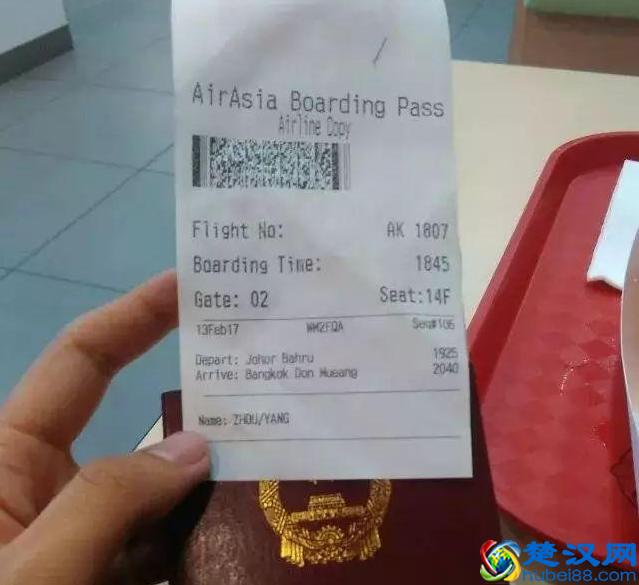 AirAsia Boarding Pass
Airline Copy
Flight No: AK 1807
Boarding Time: 1845
Gate: 02 Seat:14F
13Feb17 WM2FQA Seq#106
Depart: Johor Bahru 1925
Arrive: Bangkok Don Mueang 2040
Name: ZHOU/YANG
楚汉网
hubei88.com